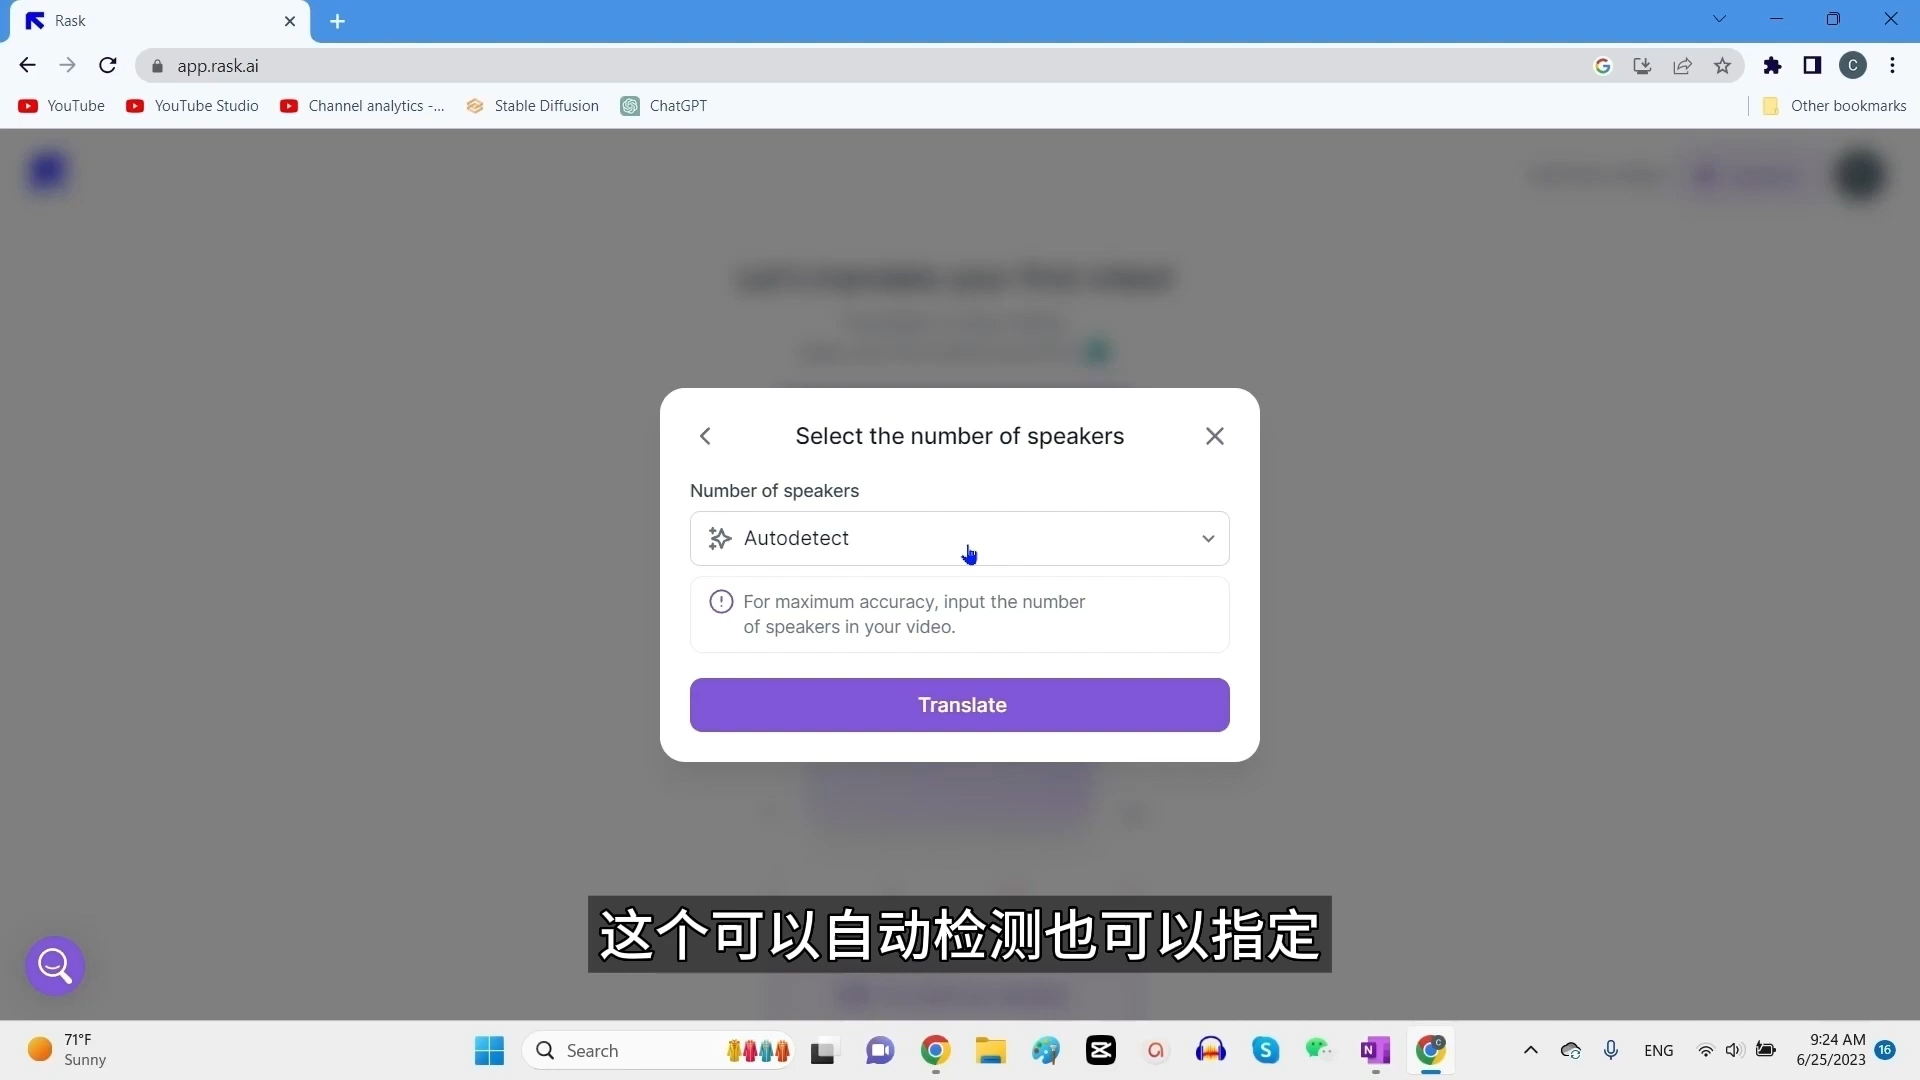 Rask
app.rask.ai
C
YouTube
YouTube Studio
Channel analytics -...
Stable Diffusion
ChatGPT
Other bookmarks
Select the number of speakers
Number of speakers
Autodetect
For maximum accuracy, input the number
of speakers in your video.
Translate
这个可以自动检测也可以指定
71°F
Sunny
Search
ENG
9:24 AM
6/25/2023
16